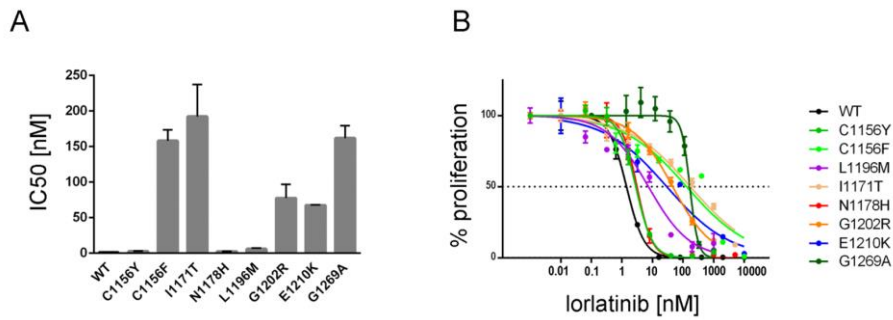 A
IC50 [nM]
250
200
150
100
50
0
WT
C1156Y
C1156F
I1171T
N1178H
L1196M
G1202R
E1210K
G1269A
B
% proliferation
100
50
0
0.01 0.1 1 10 100 1000 10000
lorlatinib [nM]
WT
C1156Y
C1156F
L1196M
I1171T
N1178H
G1202R
E1210K
G1269A